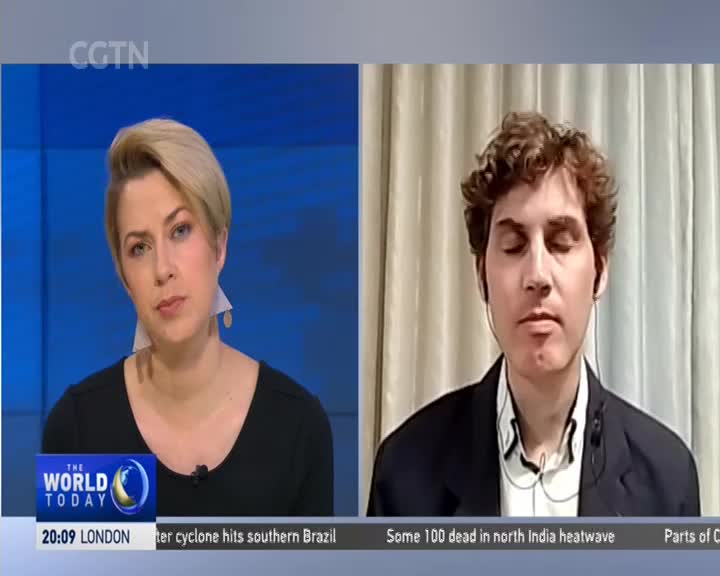 CGTN
THE
WORLD
TODAY
20:09 LONDON
ter cyclone hits southern Brazil Some 100 dead in north India heatwave Parts of C